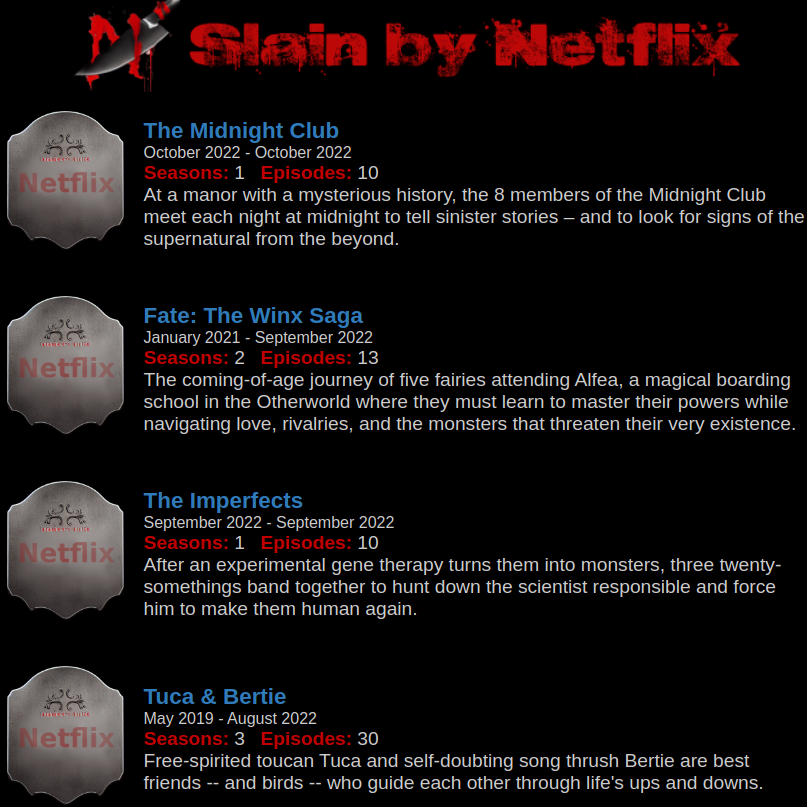 N Slain by Netflix
The Midnight Club
October 2022 - October 2022
Seasons: 1 Episodes: 10
At a manor with a mysterious history, the 8 members of the Midnight Club
meet each night at midnight to tell sinister stories – and to look for signs of the
supernatural from the beyond.
Netflix
Fate: The Winx Saga
January 2021 - September 2022
Seasons: 2 Episodes: 13
The coming-of-age journey of five fairies attending Alfea, a magical boarding
school in the Otherworld where they must learn to master their powers while
navigating love, rivalries, and the monsters that threaten their very existence.
Netflix
The Imperfects
September 2022 - September 2022
Seasons: 1 Episodes: 10
After an experimental gene therapy turns them into monsters, three twenty-
somethings band together to hunt down the scientist responsible and force
him to make them human again.
Netflix
Tuca & Bertie
May 2019 - August 2022
Seasons: 3 Episodes: 30
Free-spirited toucan Tuca and self-doubting song thrush Bertie are best
friends -- and birds -- who guide each other through life's ups and downs.
Netflix